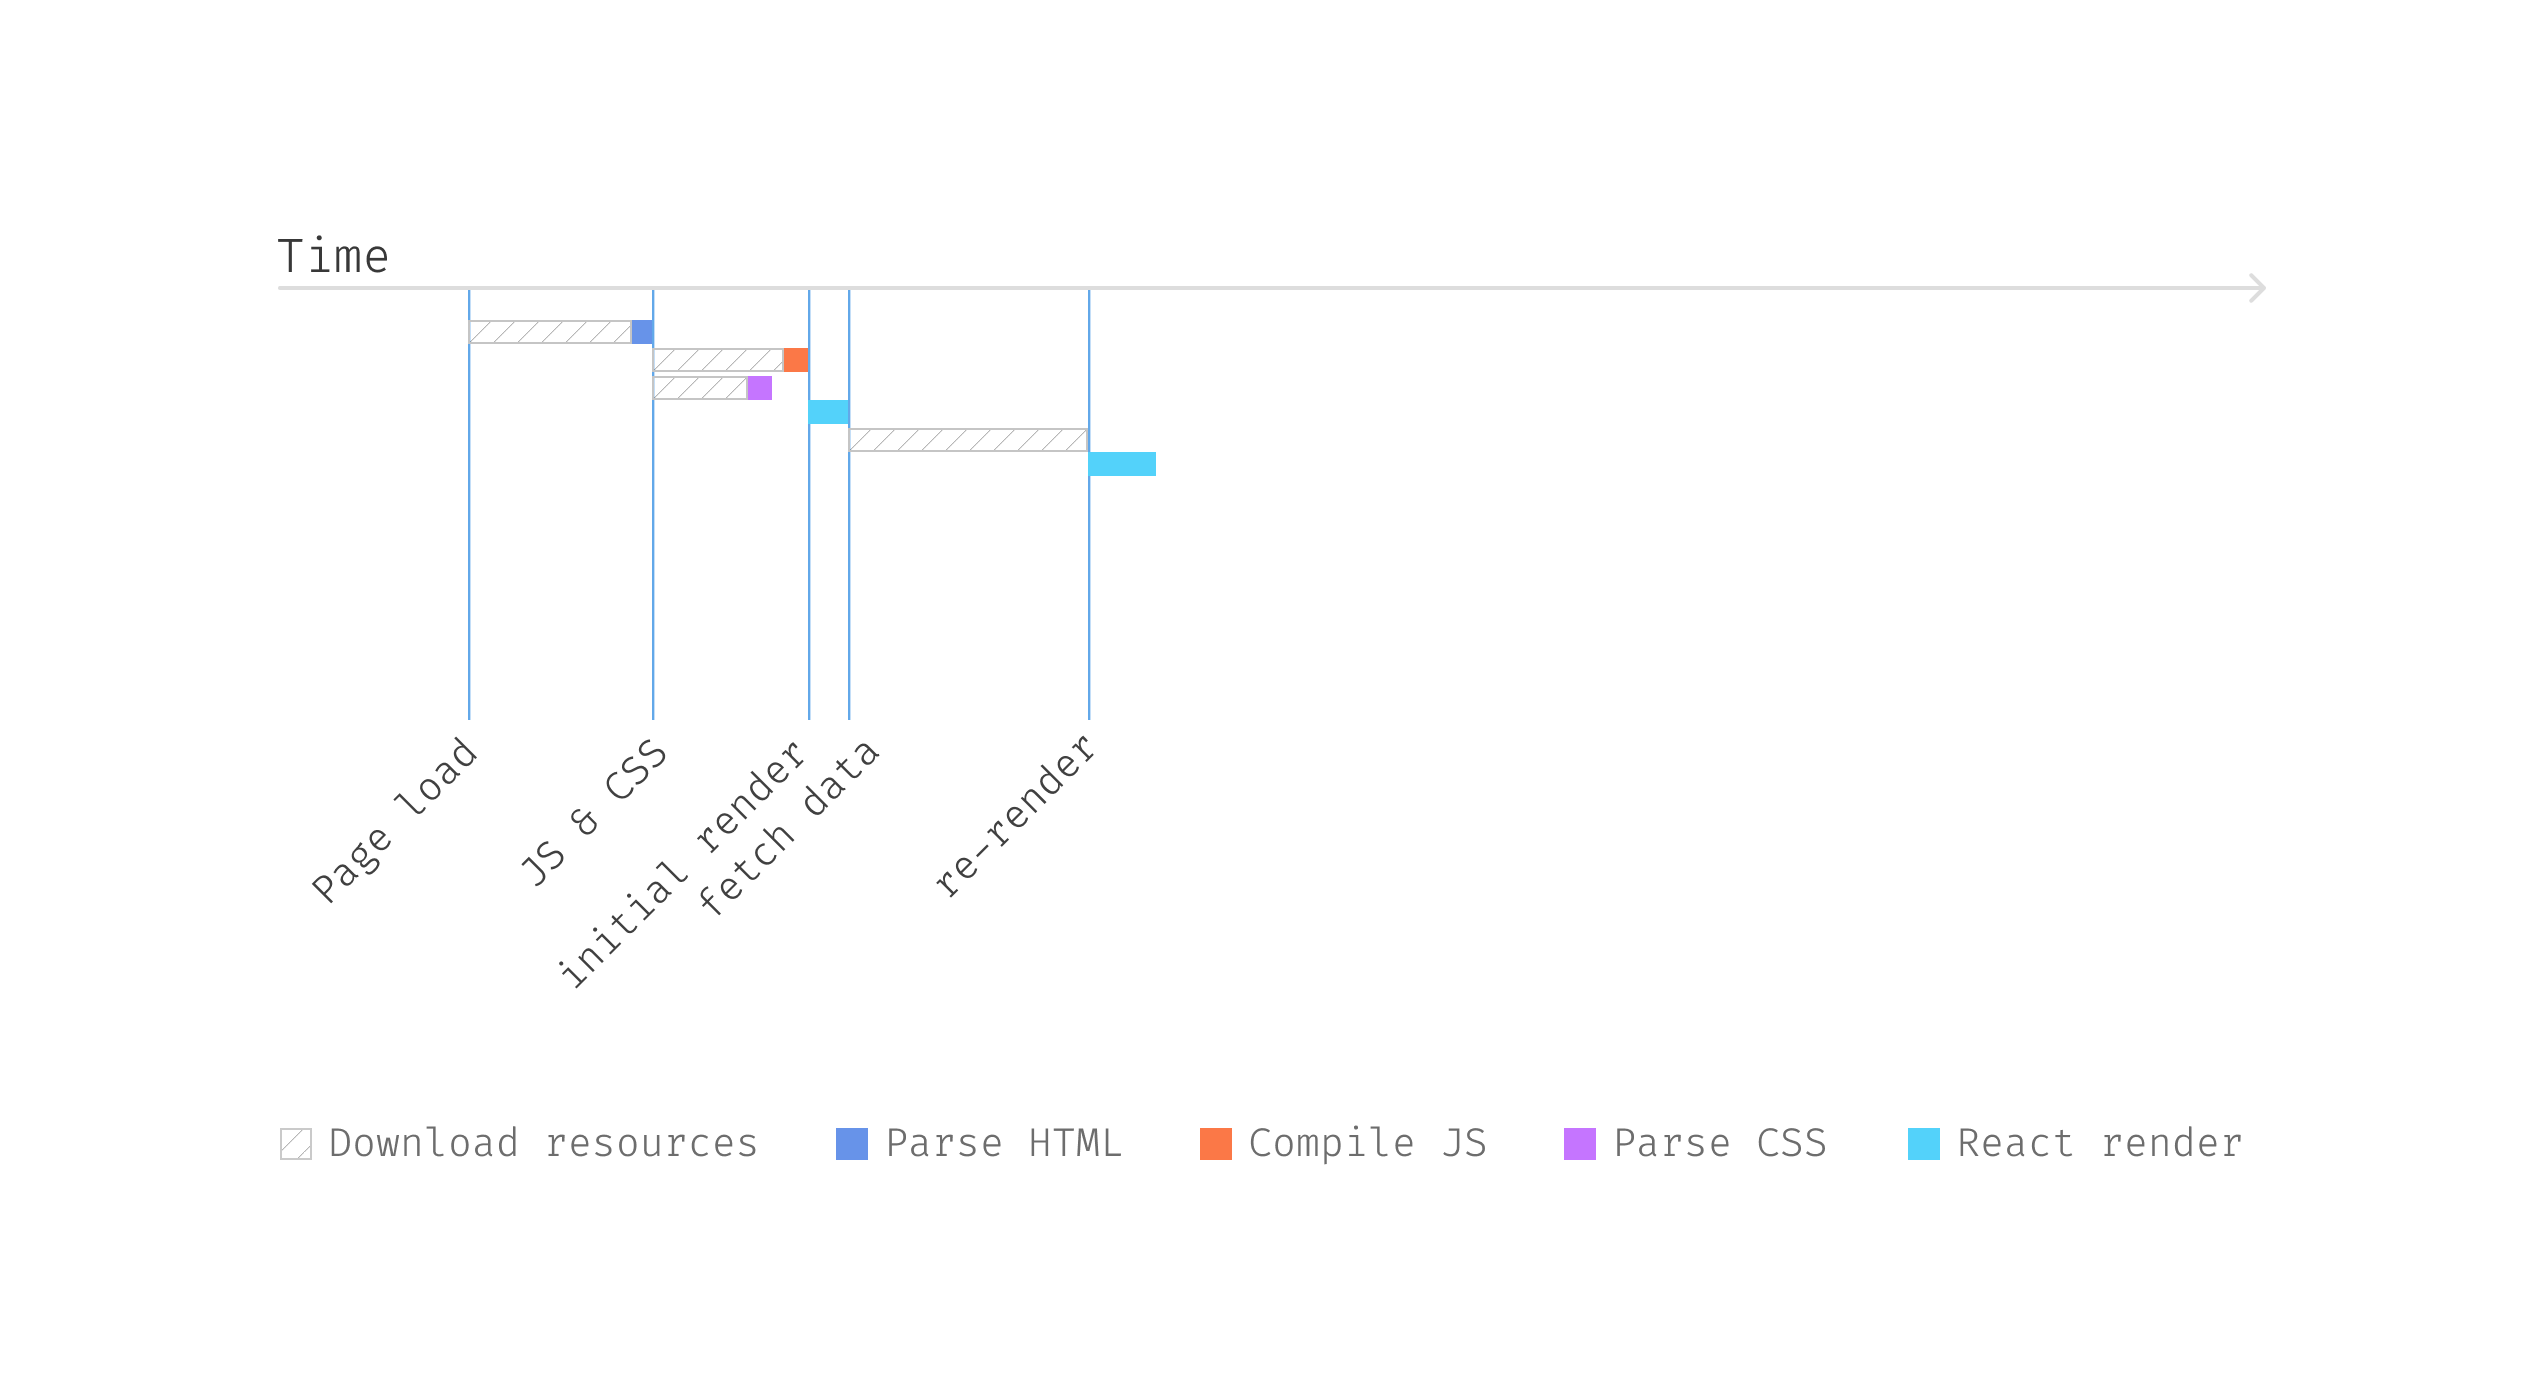 Time
Page load
JS & CSS
initial render
fetch data
re-render
Download resources
Parse HTML
Compile JS
Parse CSS
React render